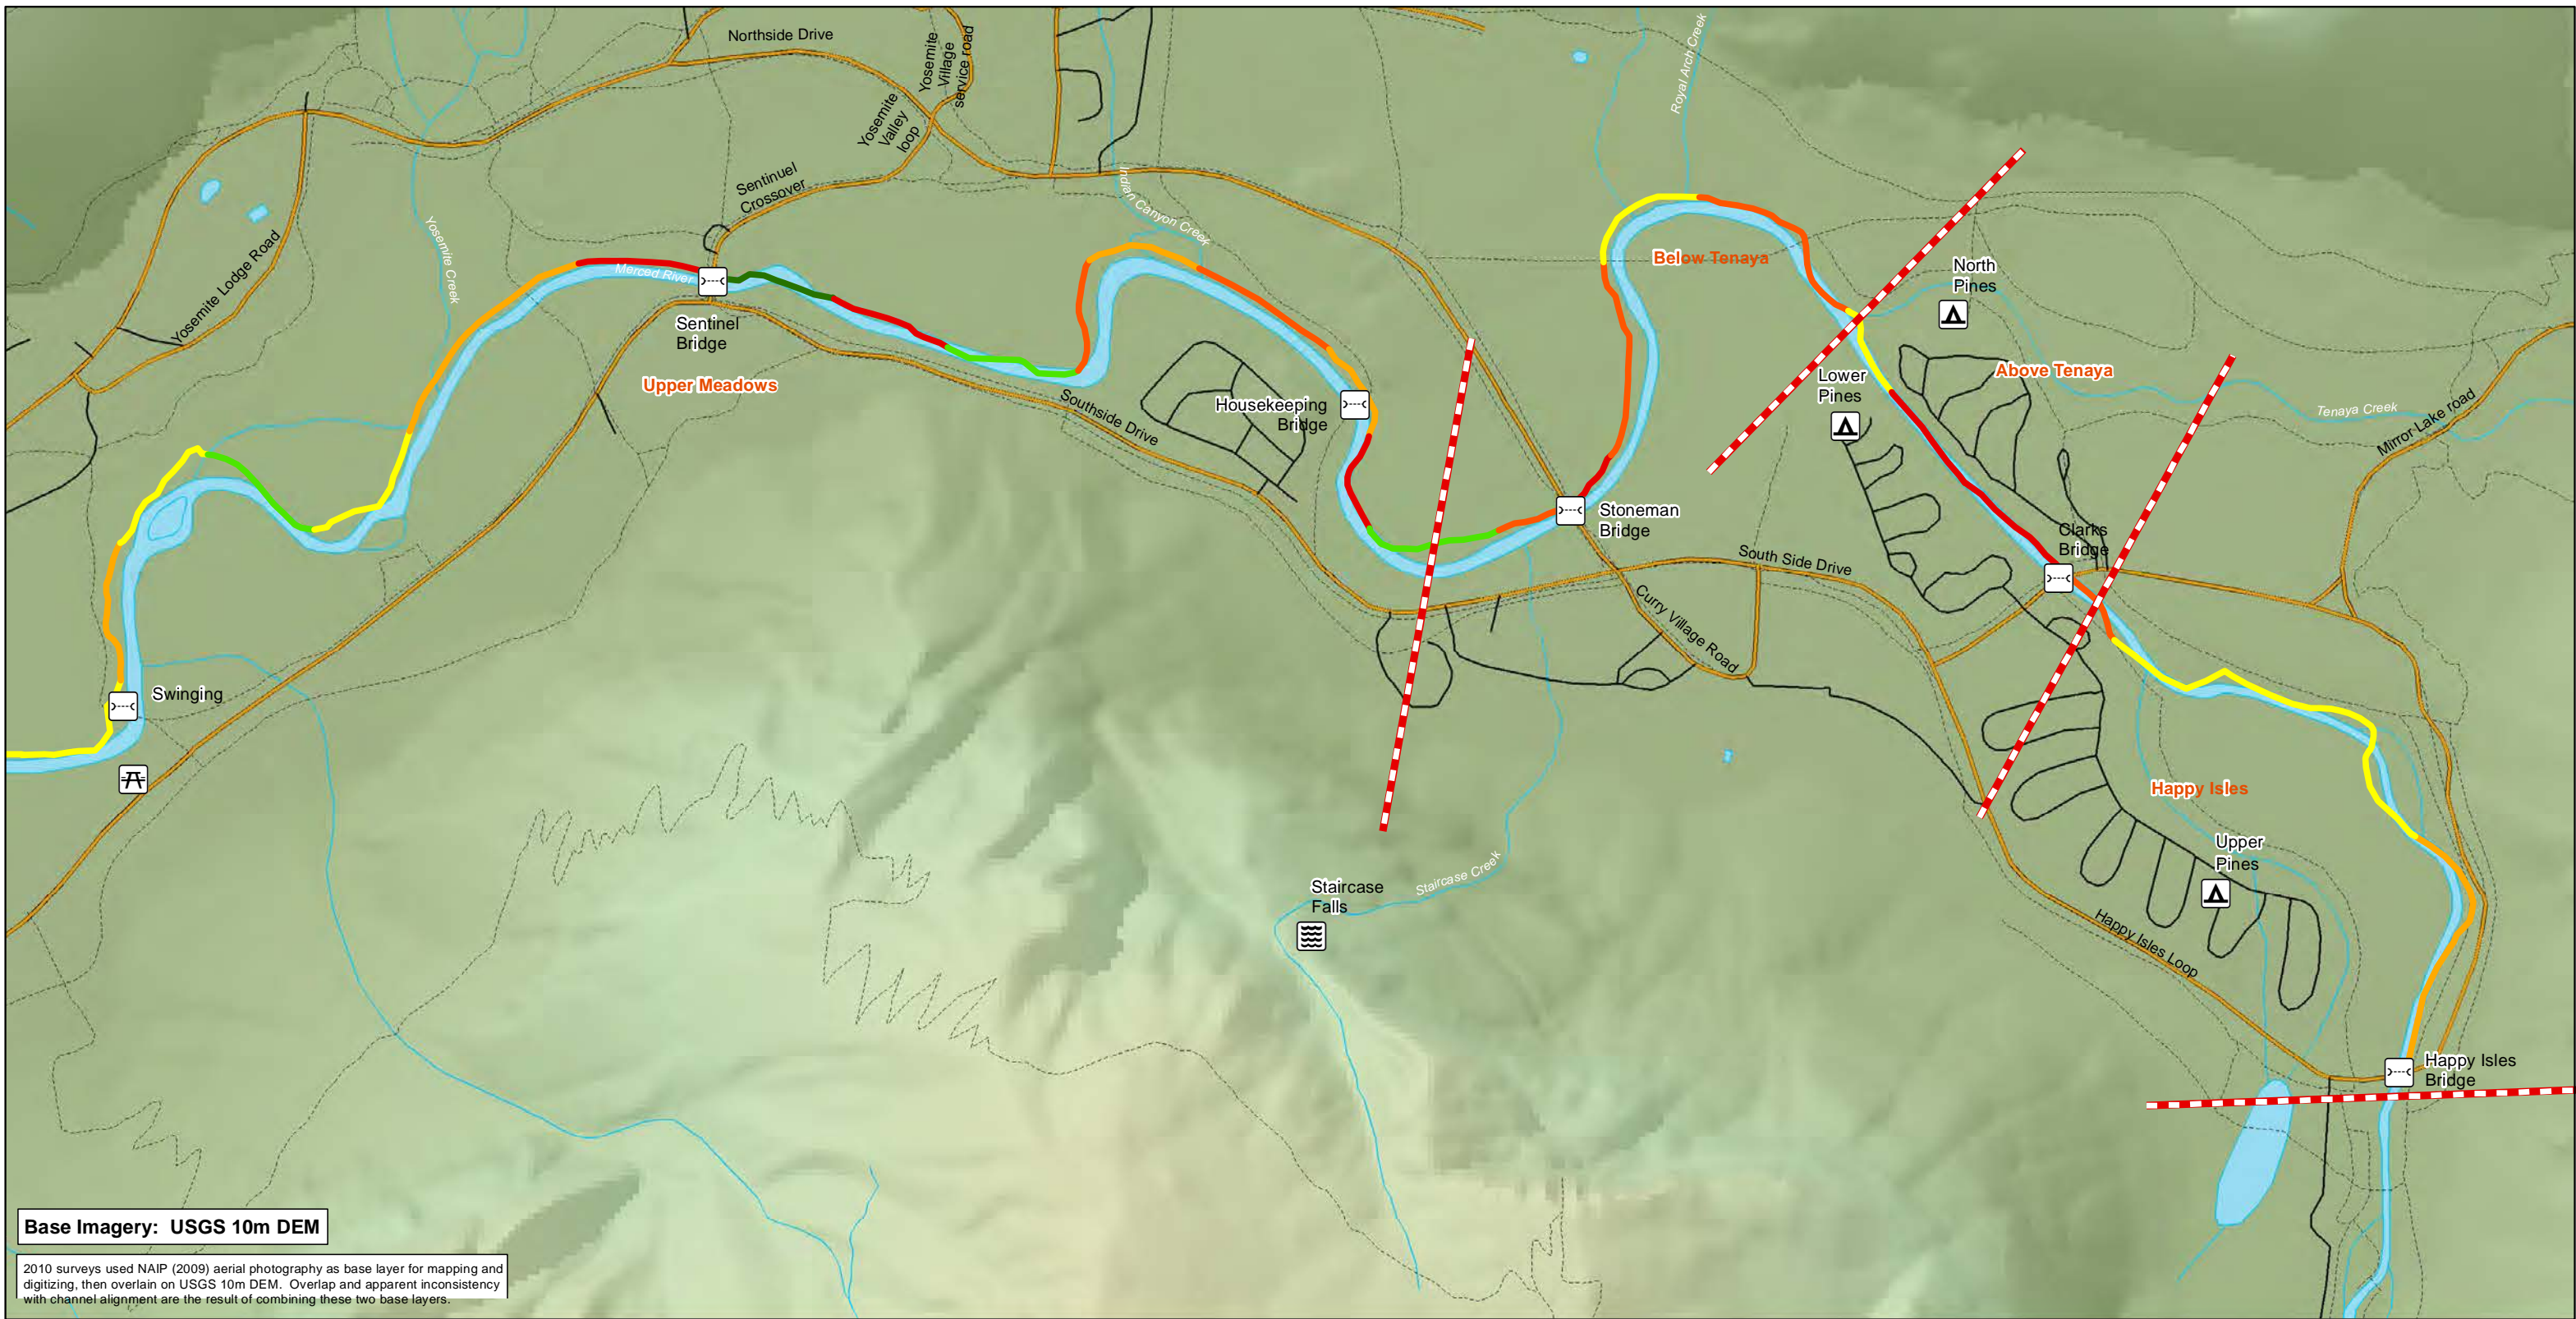 Northside Drive
Yosemite
Village
service road
Yosemite
Valley
loop
Royal Arch Creek
Sentinuel
Crossover
Indian Canyon Creek
Yosemite Creek
Yosemite Lodge Road
Merced River
Below Tenaya
North
Pines
Sentinel
Bridge
Upper Meadows
Lower
Pines
Above Tenaya
Tenaya Creek
Mirror Lake road
Housekeeping
Bridge
Southside Drive
Stoneman
Bridge
Clarks
Bridge
South Side Drive
Curry Village Road
Swinging
Happy Isles
Upper
Pines
Staircase
Falls
Staircase Creek
Happy Isles Loop
Happy Isles
Bridge
Base Imagery: USGS 10m DEM
2010 surveys used NAIP (2009) aerial photography as base layer for mapping and
digitizing, then overlain on USGS 10m DEM. Overlap and apparent inconsistency
with channel alignment are the result of combining these two base layers.